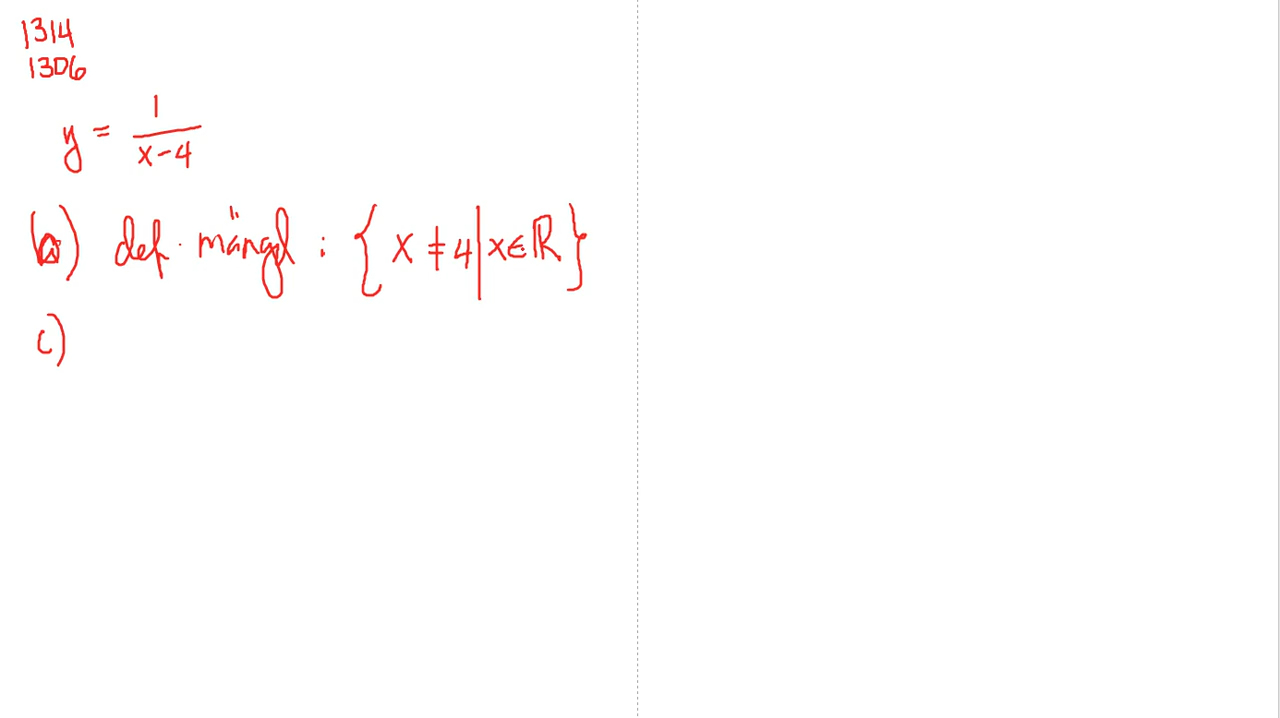 1314
1306
y = 1/(x-4)
b) def. mängd : { x ≠ 4 | x ∈ ℝ }
c)